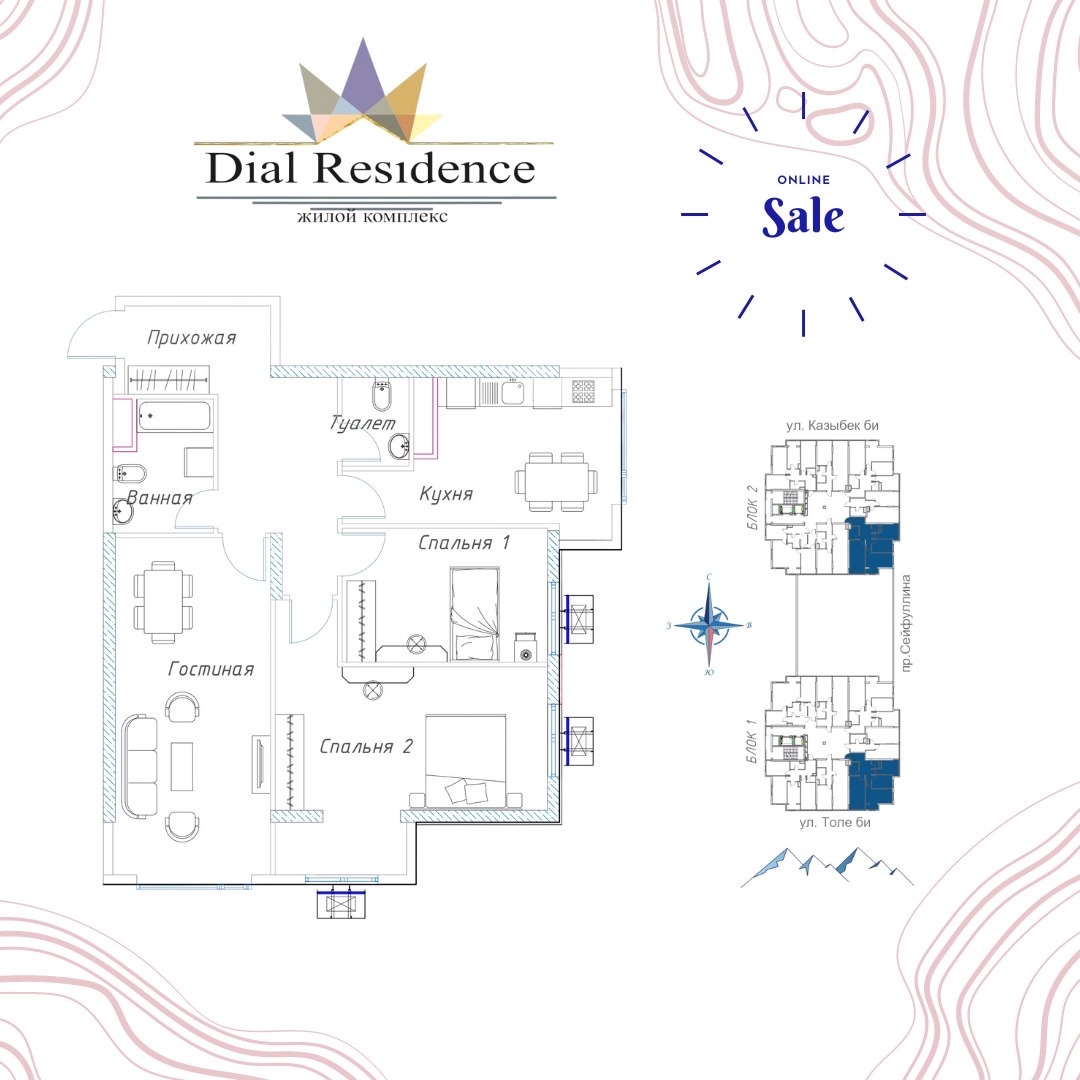 Dial Resıdence
жилой комплекс
ONLINE
Sale
Прихожая
Туалет
Ванная
Кухня
Спальня 1
Гостиная
Спальня 2
ул. Казыбек би
БЛОК 2
С
З
В
Ю
пр.Сейфуллина
БЛОК 1
ул. Толе би